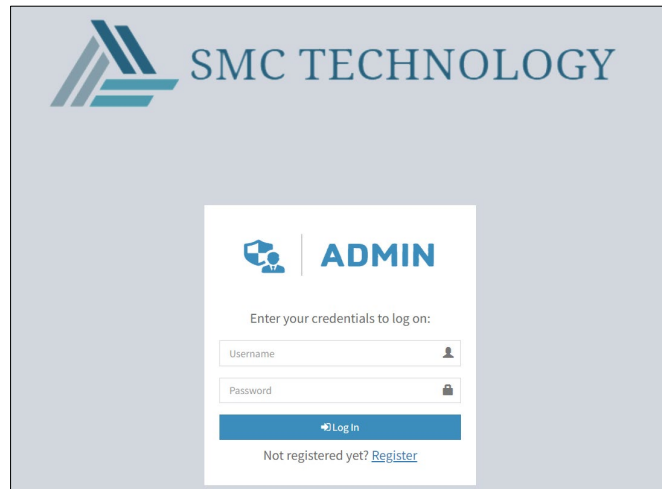 SMC TECHNOLOGY
ADMIN
Enter your credentials to log on:
Username
Password
Log In
Not registered yet? Register